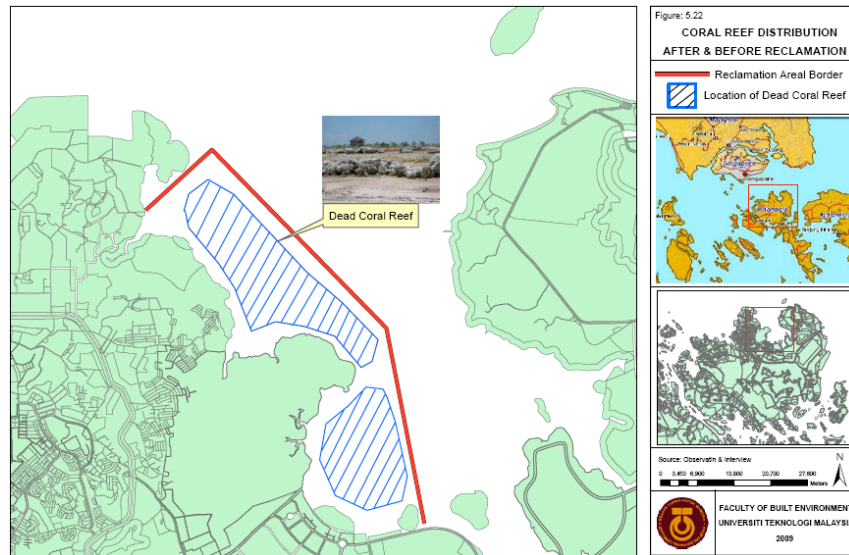 Dead Coral Reef
Figure: 5.22
CORAL REEF DISTRIBUTION
AFTER & BEFORE RECLAMATION
Reclamation Areal Border
Location of Dead Coral Reef
Singapore
Source: Observatin & Interview
0 3,450 6,900 13,800 20,700 27,600
Meters
N
FACULTY OF BUILT ENVIRONMENT
UNIVERSITI TEKNOLOGI MALAYSI
2009